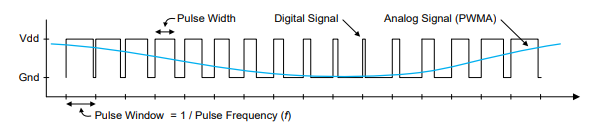 Pulse Width
Digital Signal
Analog Signal (PWMA)
Vdd
Gnd
Pulse Window = 1 / Pulse Frequency (f)